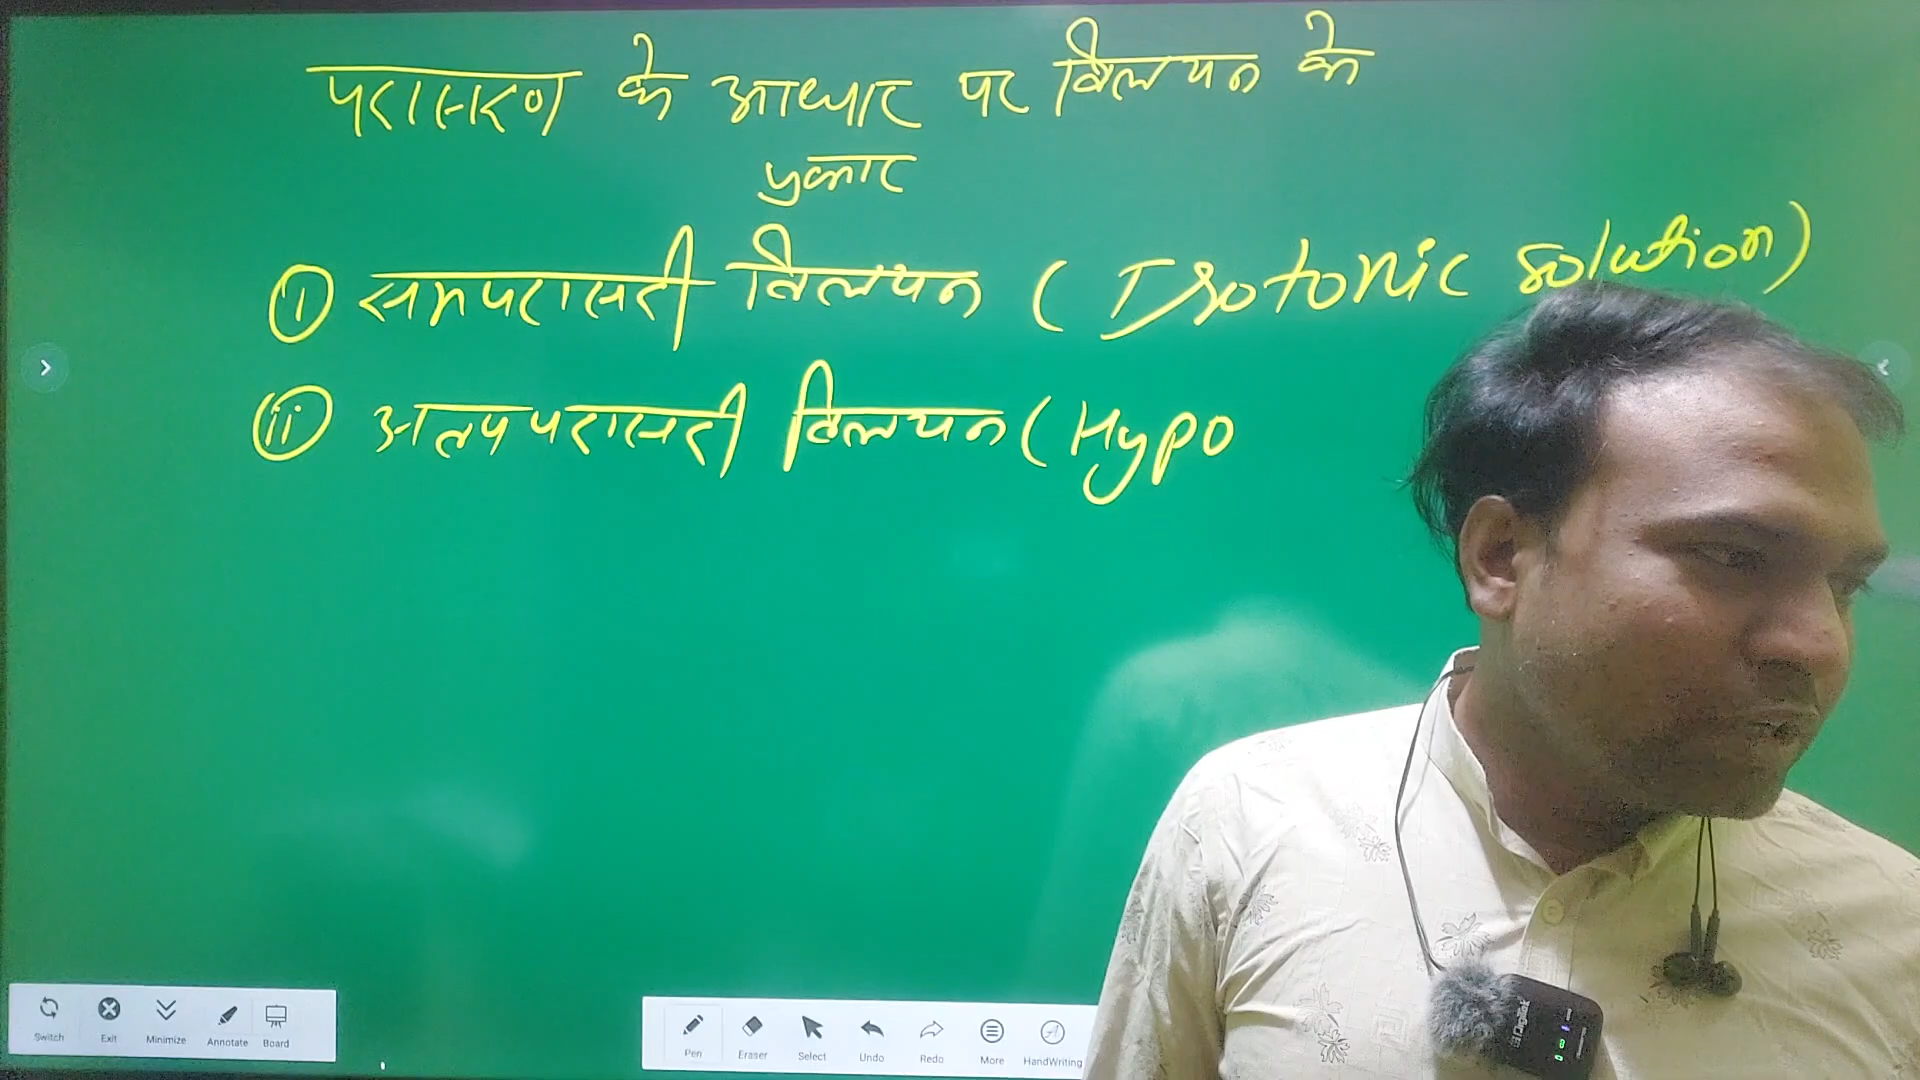 परासरण के आधार पर विलयन के
प्रकार
(i) समपरासरी विलयन ( Isotonic solution)
(ii) अल्पपरासरी विलयन ( Hypo
Switch Exit Minimize Annotate Board
Pen Eraser Select Undo Redo More HandWriting